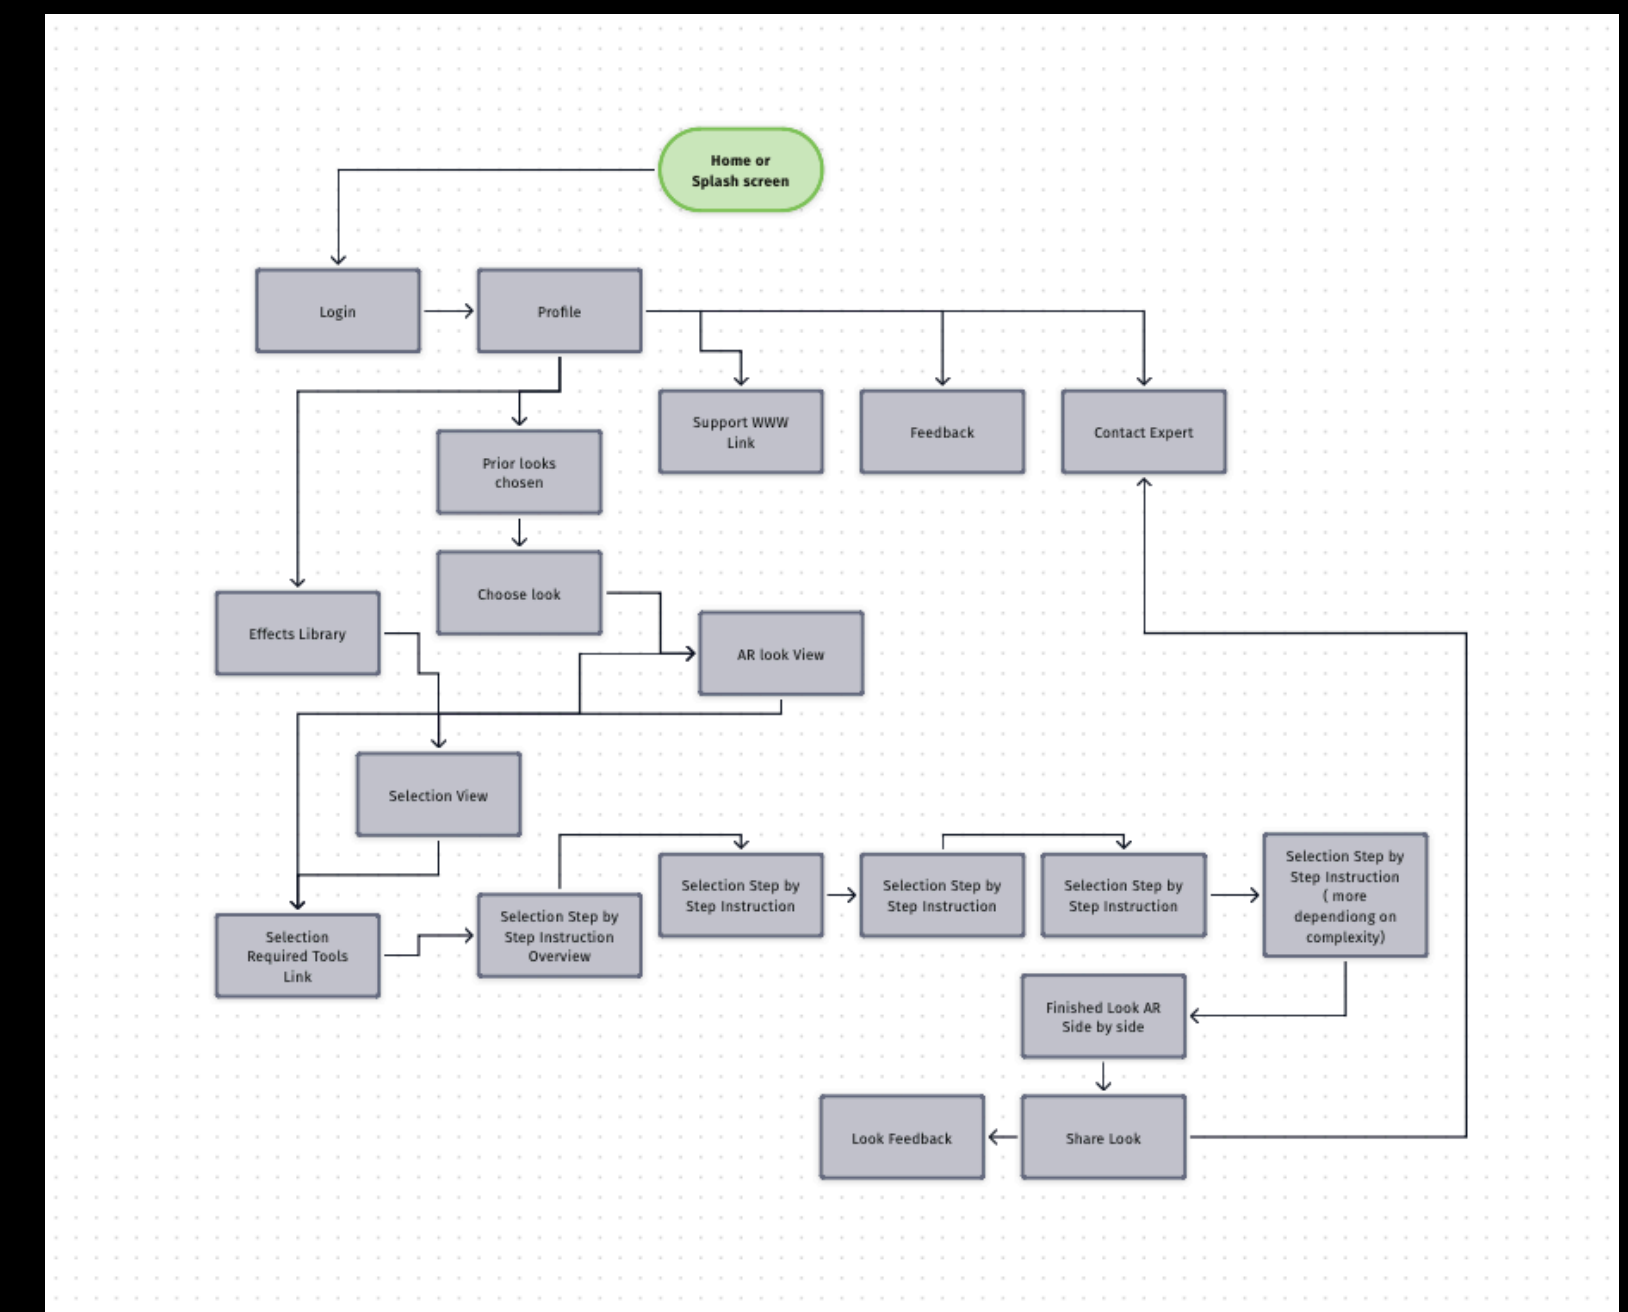 Home or
Splash screen
Login
Profile
Support WWW
Link
Feedback
Contact Expert
Prior looks
chosen
Choose look
Effects Library
AR look View
Selection View
Selection Step by
Step Instruction
Selection Step by
Step Instruction
Selection Step by
Step Instruction
Selection Step by
Step Instruction
( more
dependiong on
complexity)
Selection
Required Tools
Link
Selection Step by
Step Instruction
Overview
Finished Look AR
Side by side
Look Feedback
Share Look